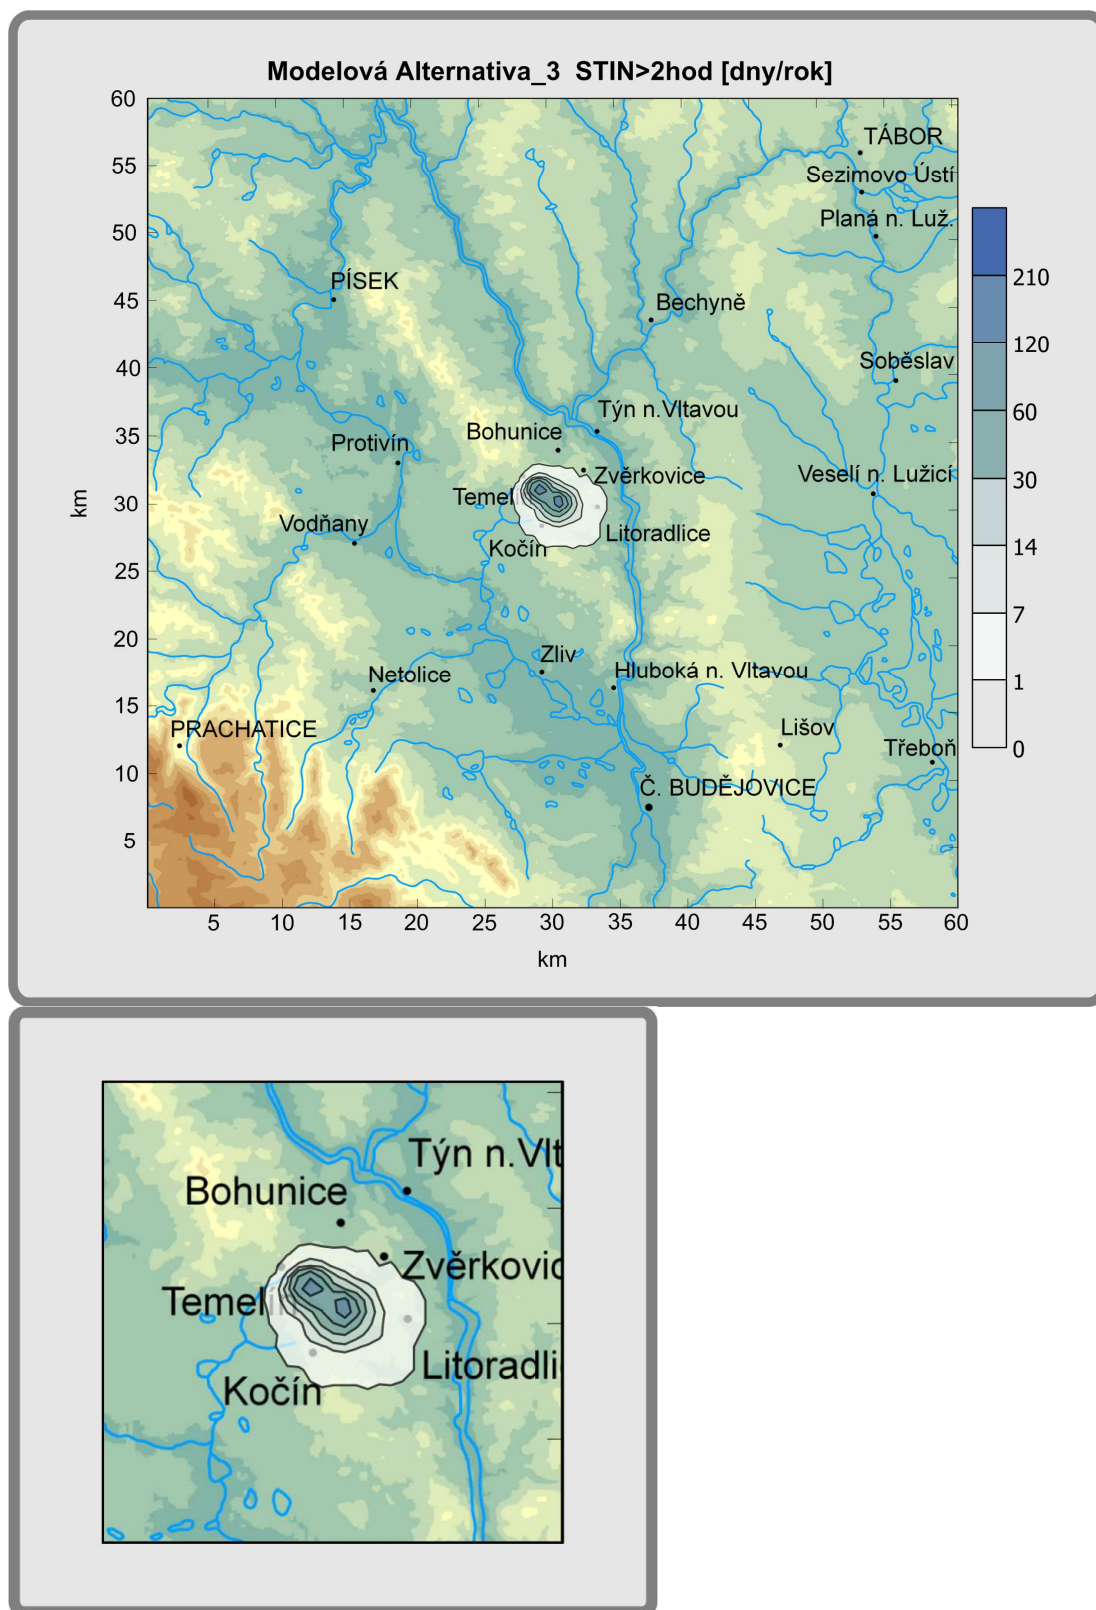 Modelová Alternativa_3 STIN>2hod [dny/rok]
60
55
50
45
40
35
30
25
20
15
10
5
km
5
10
15
20
25
30
35
40
45
50
55
60
km
TÁBOR
Sezimovo Ústí
Planá n. Luž.
PÍSEK
Bechyně
Soběslav
Týn n.Vltavou
Bohunice
Protivín
Zvěrkovice
Veselí n. Lužicí
Temel
Vodňany
Litoradlice
Kočín
Zliv
Netolice
Hluboká n. Vltavou
PRACHATICE
Lišov
Třeboň
Č. BUDĚJOVICE
210
120
60
30
14
7
1
0
Týn n.Vlt
Bohunice
Zvěrkovic
Temelín
Litoradli
Kočín